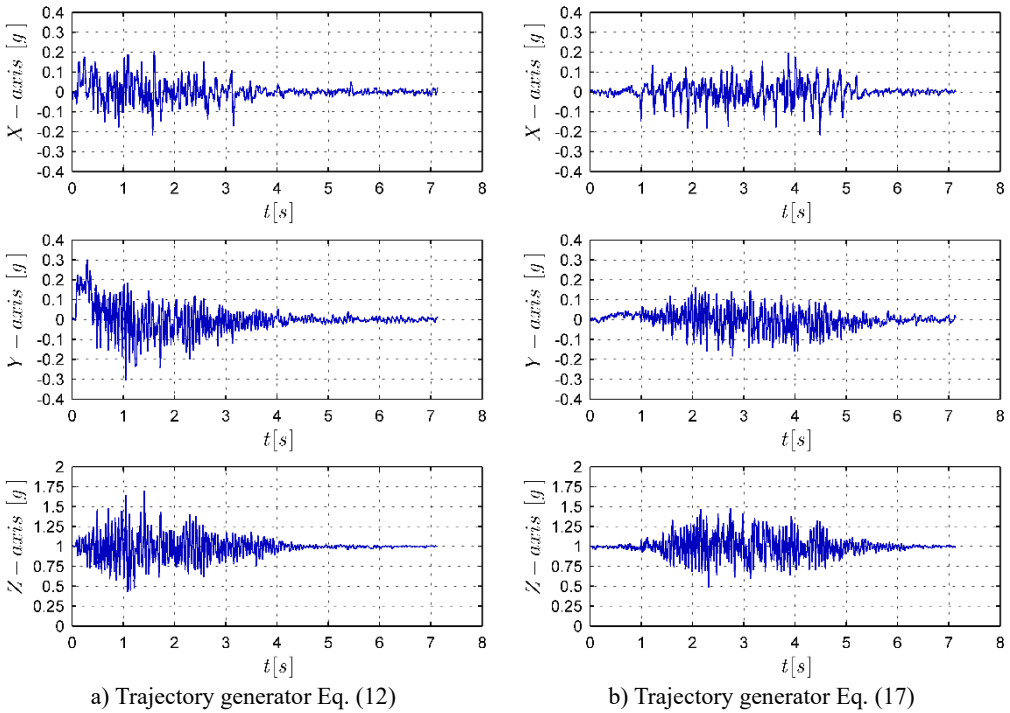 0.4
0.3
0.2
0.1
0
-0.1
-0.2
-0.3
-0.4
X − axis [g]
0 1 2 3 4 5 6 7 8
t[s]
0.4
0.3
0.2
0.1
0
-0.1
-0.2
-0.3
-0.4
X − axis [g]
0 1 2 3 4 5 6 7 8
t[s]
0.4
0.3
0.2
0.1
0
-0.1
-0.2
-0.3
-0.4
Y − axis [g]
0 1 2 3 4 5 6 7 8
t[s]
0.4
0.3
0.2
0.1
0
-0.1
-0.2
-0.3
-0.4
Y − axis [g]
0 1 2 3 4 5 6 7 8
t[s]
2
1.75
1.5
1.25
1
0.75
0.5
0.25
0
Z − axis [g]
0 1 2 3 4 5 6 7 8
t[s]
2
1.75
1.5
1.25
1
0.75
0.5
0.25
0
Z − axis [g]
0 1 2 3 4 5 6 7 8
t[s]
a) Trajectory generator Eq. (12)
b) Trajectory generator Eq. (17)